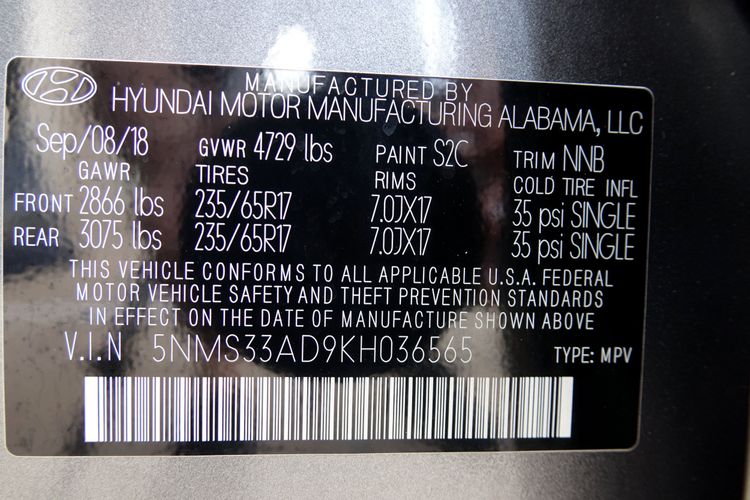 MANUFACTURED BY
HYUNDAI MOTOR MANUFACTURING ALABAMA, LLC
Sep/08/18 GVWR 4729 lbs PAINT S2C TRIM NNB
GAWR TIRES RIMS COLD TIRE INFL
FRONT 2866 lbs 235/65R17 7.0JX17 35 psi SINGLE
REAR 3075 lbs 235/65R17 7.0JX17 35 psi SINGLE
THIS VEHICLE CONFORMS TO ALL APPLICABLE U.S.A. FEDERAL
MOTOR VEHICLE SAFETY AND THEFT PREVENTION STANDARDS
IN EFFECT ON THE DATE OF MANUFACTURE SHOWN ABOVE
V.I.N 5NMS33AD9KH036565 TYPE: MPV